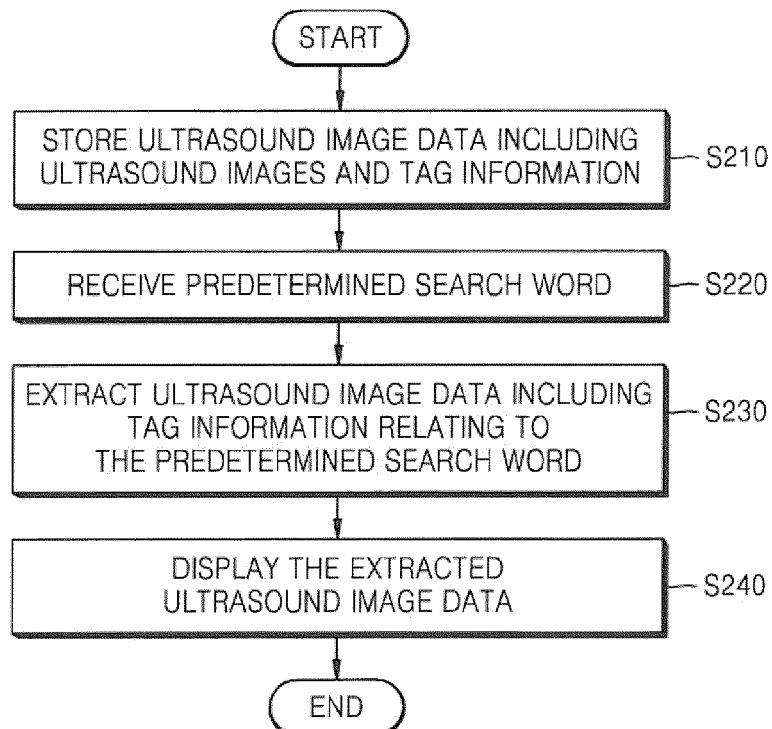 START
STORE ULTRASOUND IMAGE DATA INCLUDING
ULTRASOUND IMAGES AND TAG INFORMATION
S210
RECEIVE PREDETERMINED SEARCH WORD
S220
EXTRACT ULTRASOUND IMAGE DATA INCLUDING
TAG INFORMATION RELATING TO
THE PREDETERMINED SEARCH WORD
S230
DISPLAY THE EXTRACTED
ULTRASOUND IMAGE DATA
S240
END